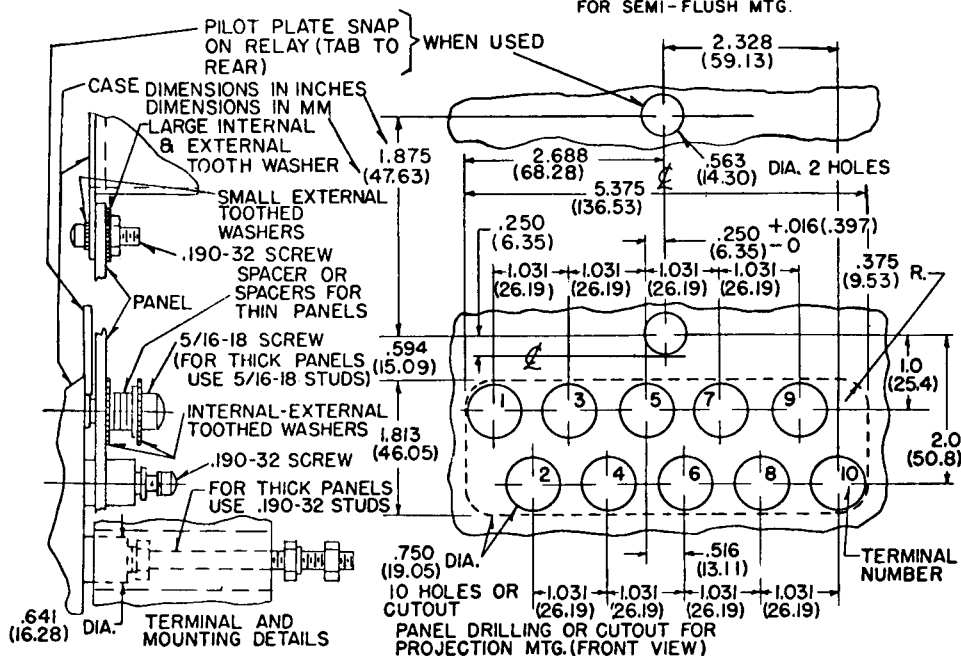 FOR SEMI-FLUSH MTG.
PILOT PLATE SNAP
ON RELAY (TAB TO
REAR)
WHEN USED
2.328
(59.13)
CASE
DIMENSIONS IN INCHES
DIMENSIONS IN MM
LARGE INTERNAL
& EXTERNAL
TOOTH WASHER
1.875
(47.63)
2.688
(68.28)
.563
(14.30)
DIA. 2 HOLES
℄
5.375
(136.53)
SMALL EXTERNAL
TOOTHED
WASHERS
.250
(6.35)
.250 +.016(.397)
(6.35) -0
.190-32 SCREW
1.031
(26.19)
1.031
(26.19)
1.031
(26.19)
1.031
(26.19)
.375 R.
(9.53)
SPACER OR
SPACERS FOR
THIN PANELS
PANEL
5/16-18 SCREW
(FOR THICK PANELS
USE 5/16-18 STUDS)
.594
(15.09)
℄
1.0
(25.4)
2.0
(50.8)
1 3 5 7 9
INTERNAL-EXTERNAL
TOOTHED WASHERS
1.813
(46.05)
.190-32 SCREW
2 4 6 8 10
FOR THICK PANELS
USE .190-32 STUDS
.750 DIA.
(19.05)
10 HOLES OR
CUTOUT
.516
(13.11)
TERMINAL
NUMBER
1.031
(26.19)
1.031
(26.19)
1.031
(26.19)
1.031
(26.19)
.641 DIA.
(16.28)
TERMINAL AND
MOUNTING DETAILS
PANEL DRILLING OR CUTOUT FOR
PROJECTION MTG.(FRONT VIEW)